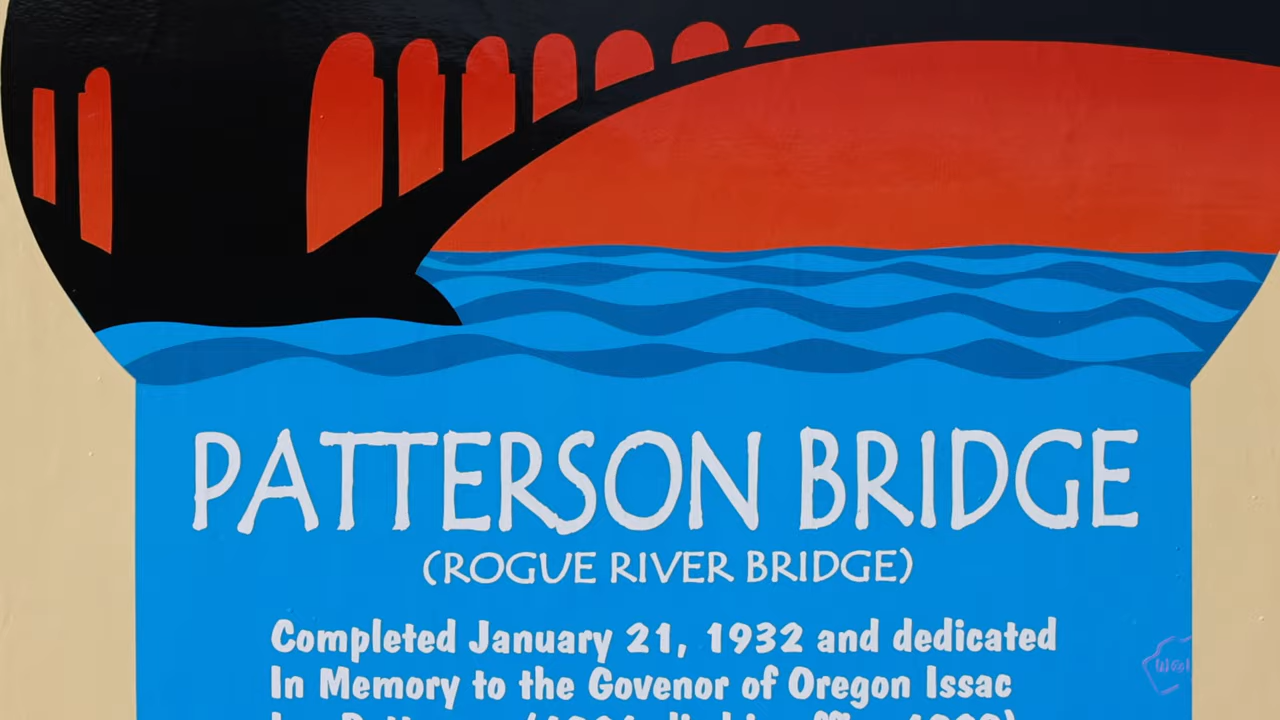 PATTERSON BRIDGE
(ROGUE RIVER BRIDGE)
Completed January 21, 1932 and dedicated
In Memory to the Govenor of Oregon Issac